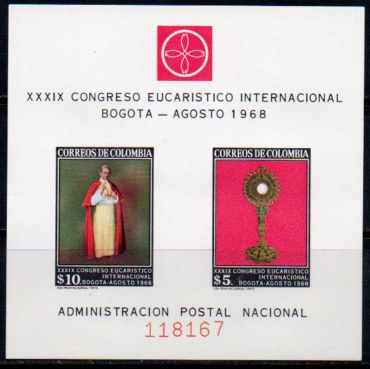 XXXIX CONGRESO EUCARISTICO INTERNACIONAL
BOGOTA — AGOSTO 1968
CORREOS DE COLOMBIA
XXXIX CONGRESO EUCARISTICO
INTERNACIONAL
$10 BOGOTA-AGOSTO 1968
CORREOS DE COLOMBIA
XXXIX CONGRESO EUCARISTICO
INTERNACIONAL
$5 BOGOTA-AGOSTO 1968
ADMINISTRACION POSTAL NACIONAL
118167